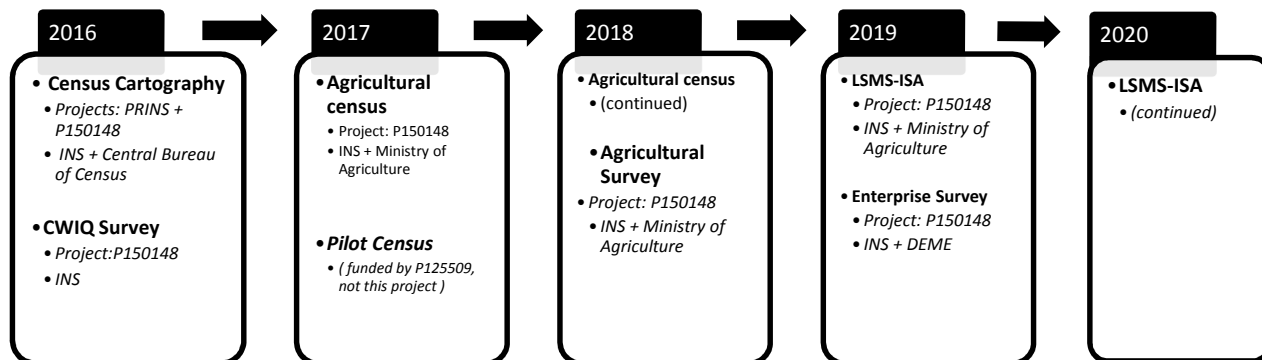 2016
• Census Cartography
• Projects: PRINS +
P150148
• INS + Central Bureau
of Census
•CWIQ Survey
• Project:P150148
• INS
2017
•Agricultural
census
• Project: P150148
• INS + Ministry of
Agriculture
•Pilot Census
• ( funded by P125509,
not this project )
2018
•Agricultural census
• (continued)
•Agricultural
Survey
•Project: P150148
• INS + Ministry of
Agriculture
2019
•LSMS-ISA
• Project: P150148
• INS + Ministry of
Agriculture
•Enterprise Survey
• Project: P150148
• INS + DEME
2020
•LSMS-ISA
• (continued)